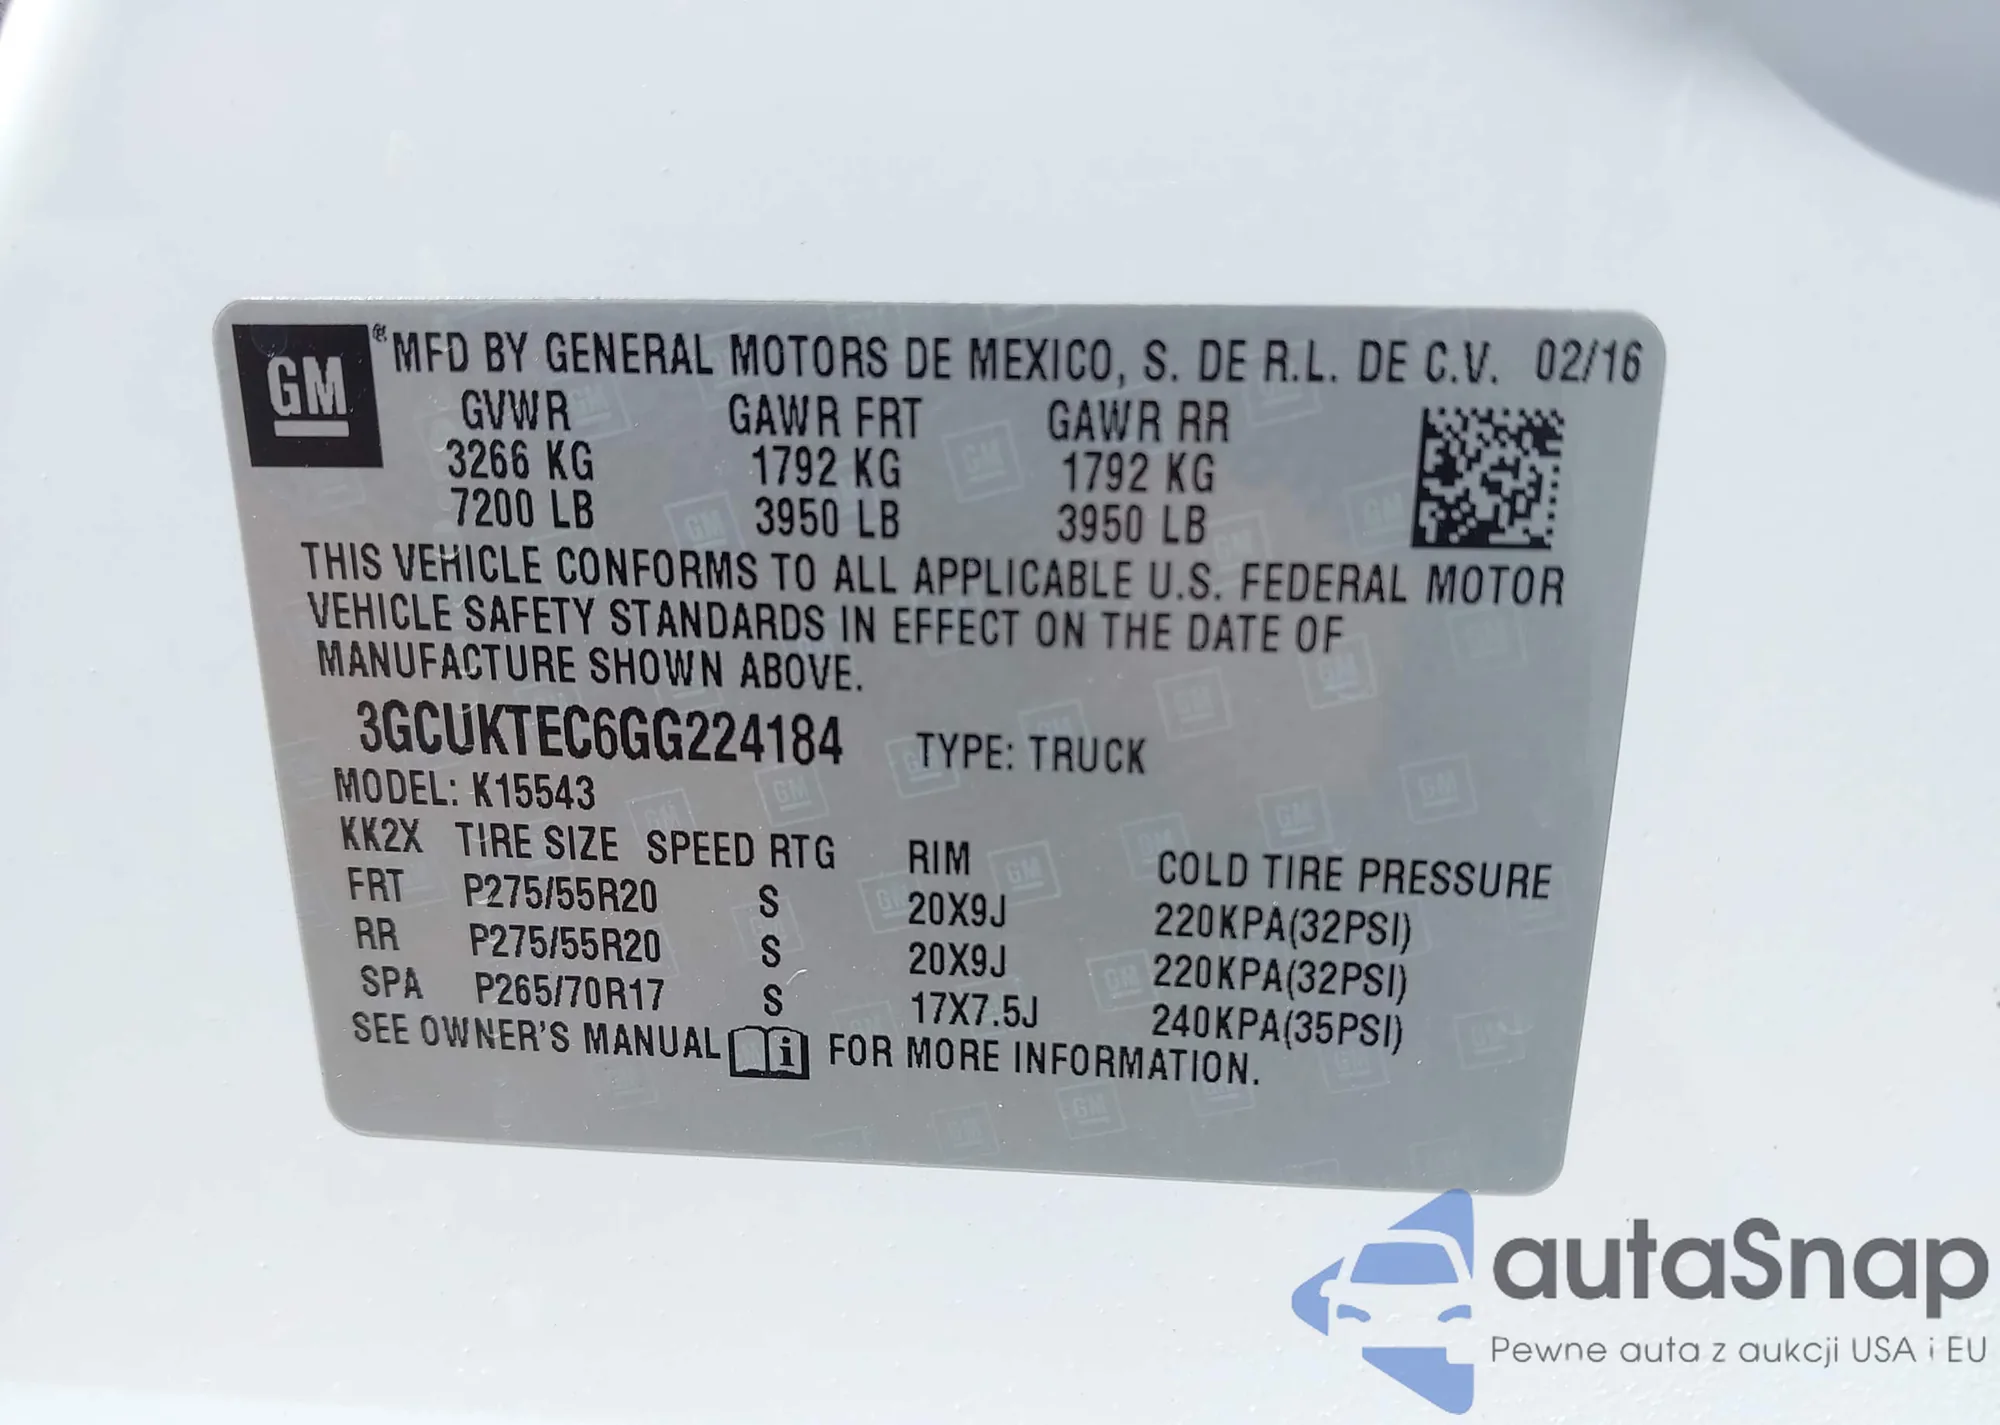 GM ® MFD BY GENERAL MOTORS DE MEXICO, S. DE R.L. DE C.V. 02/16
GVWR GAWR FRT GAWR RR
3266 KG 1792 KG 1792 KG
7200 LB 3950 LB 3950 LB
THIS VEHICLE CONFORMS TO ALL APPLICABLE U.S. FEDERAL MOTOR
VEHICLE SAFETY STANDARDS IN EFFECT ON THE DATE OF
MANUFACTURE SHOWN ABOVE.
3GCUKTEC6GG224184 TYPE: TRUCK
MODEL: K15543
KK2X TIRE SIZE SPEED RTG RIM COLD TIRE PRESSURE
FRT P275/55R20 S 20X9J 220KPA(32PSI)
RR P275/55R20 S 20X9J 220KPA(32PSI)
SPA P265/70R17 S 17X7.5J 240KPA(35PSI)
SEE OWNER'S MANUAL i FOR MORE INFORMATION.
autaSnap
Pewne auta z aukcji USA i EU